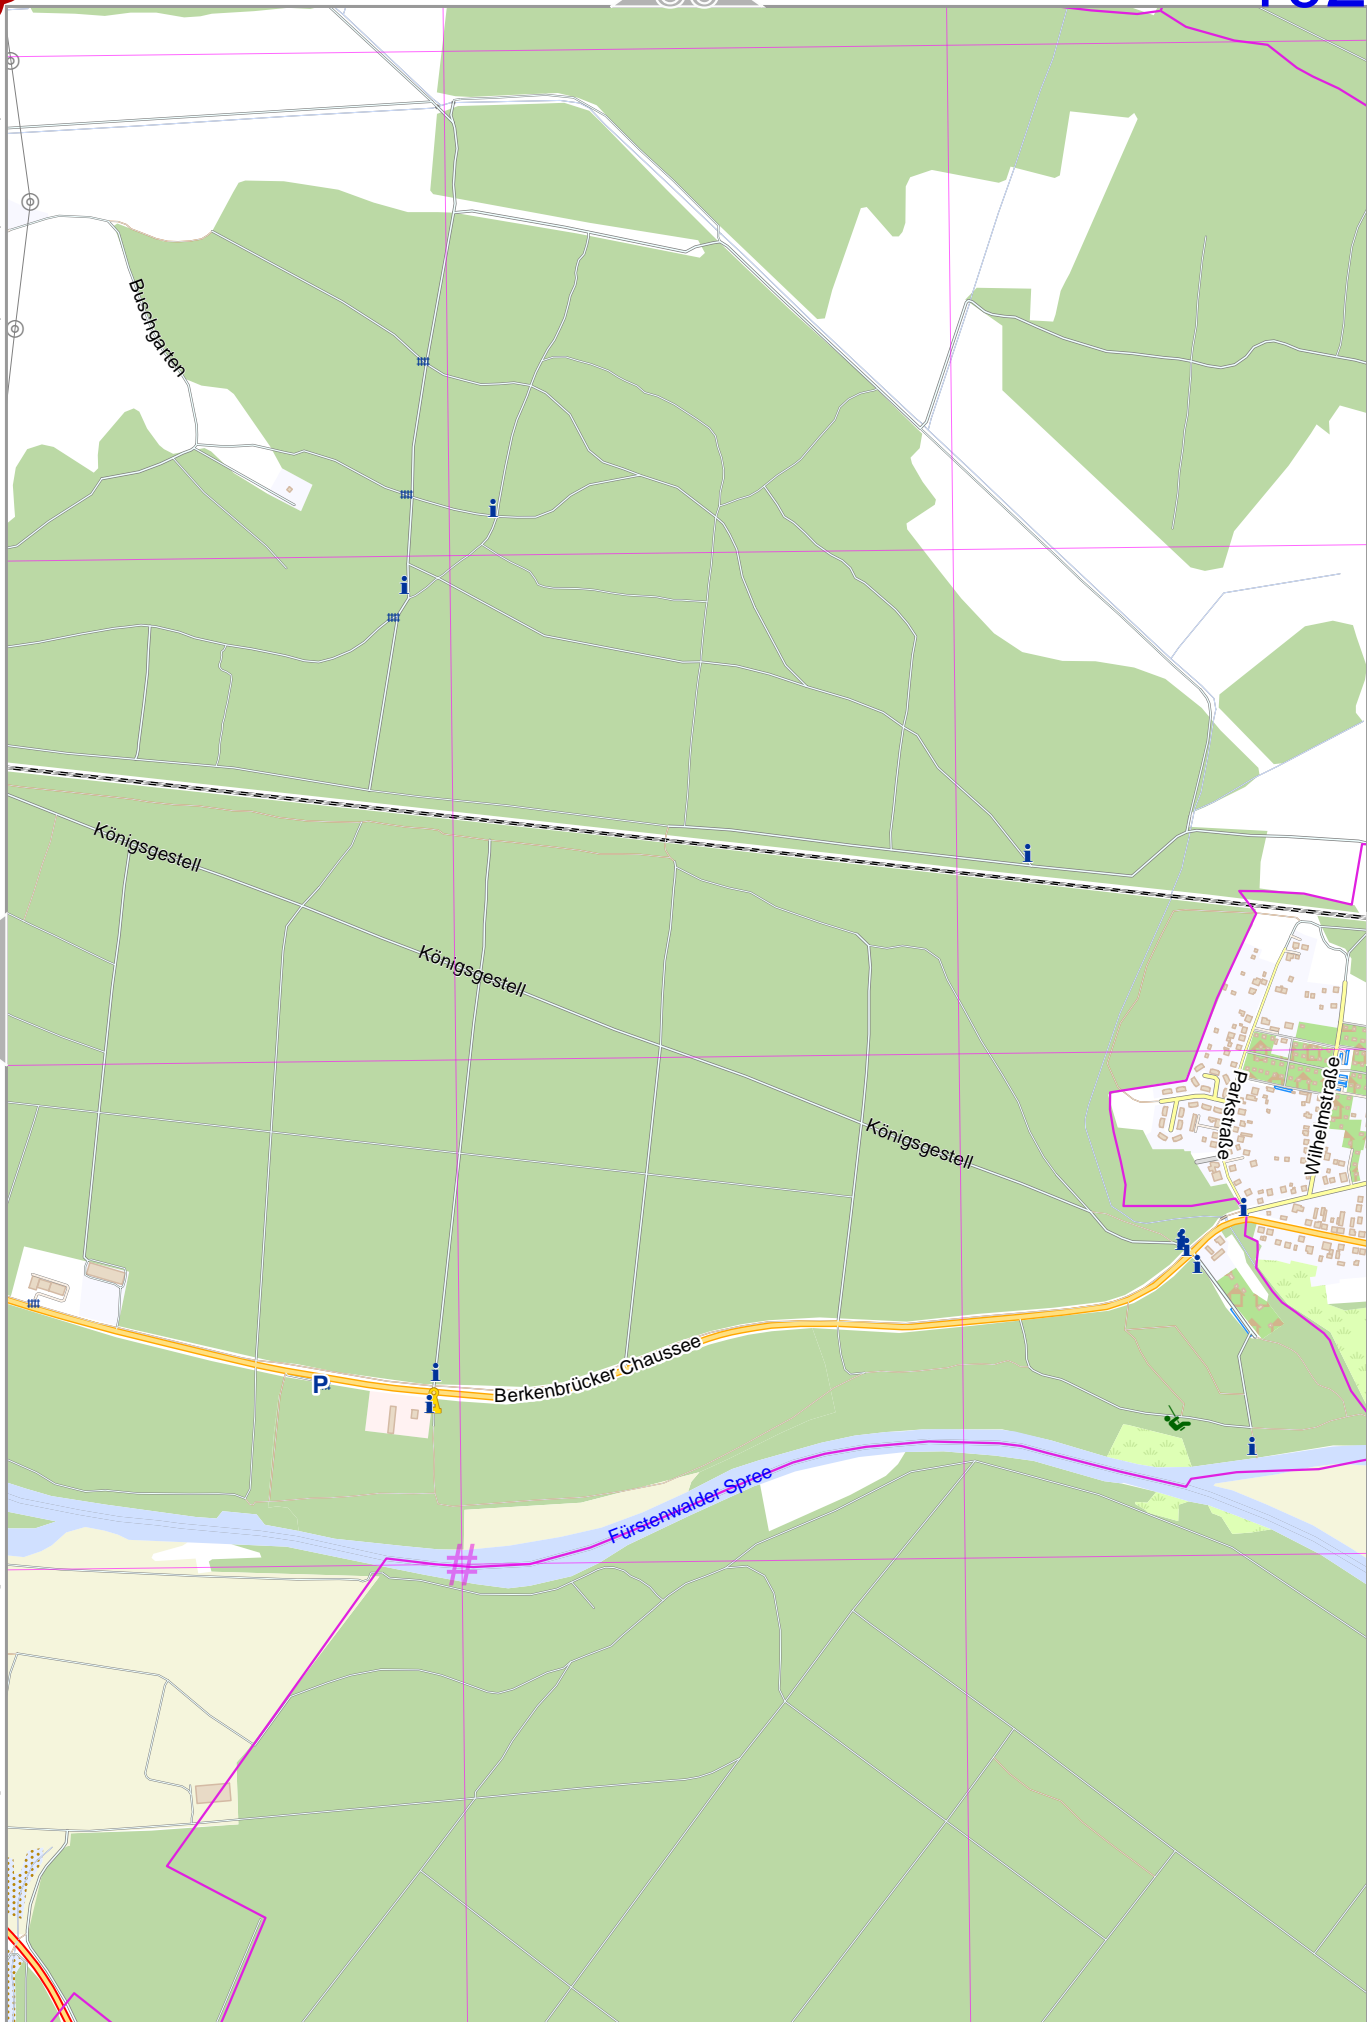 Buschgarten
Königsgestell
Königsgestell
Königsgestell
Parkstraße
Wilhelmstraße
P
Berkenbrücker Chaussee
Fürstenwalder Spree